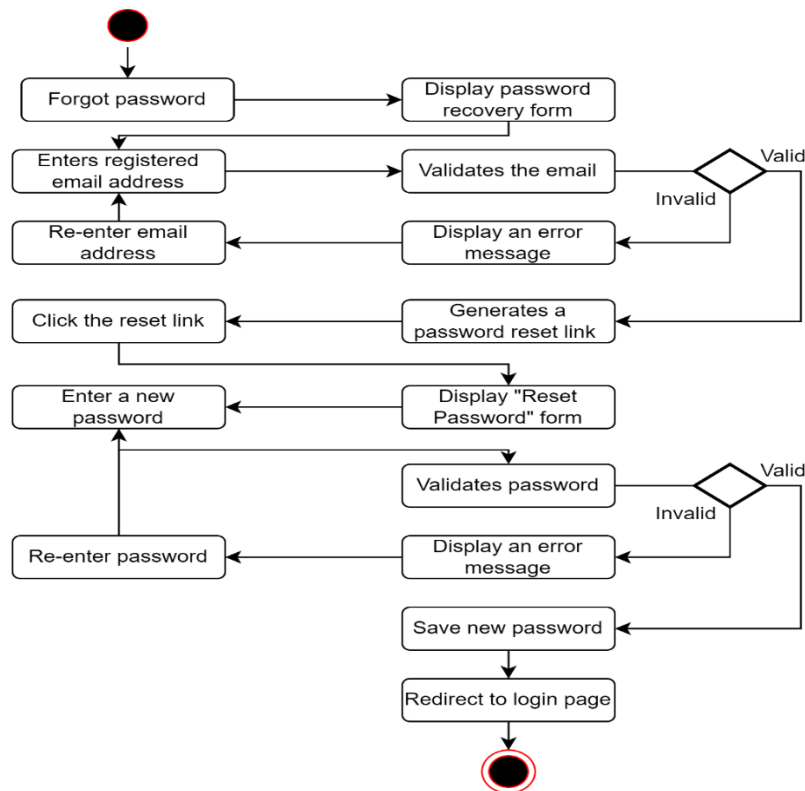 Forgot password
Display password
recovery form
Enters registered
email address
Validates the email
Valid
Invalid
Re-enter email
address
Display an error
message
Click the reset link
Generates a
password reset link
Enter a new
password
Display "Reset
Password" form
Validates password
Valid
Invalid
Re-enter password
Display an error
message
Save new password
Redirect to login page